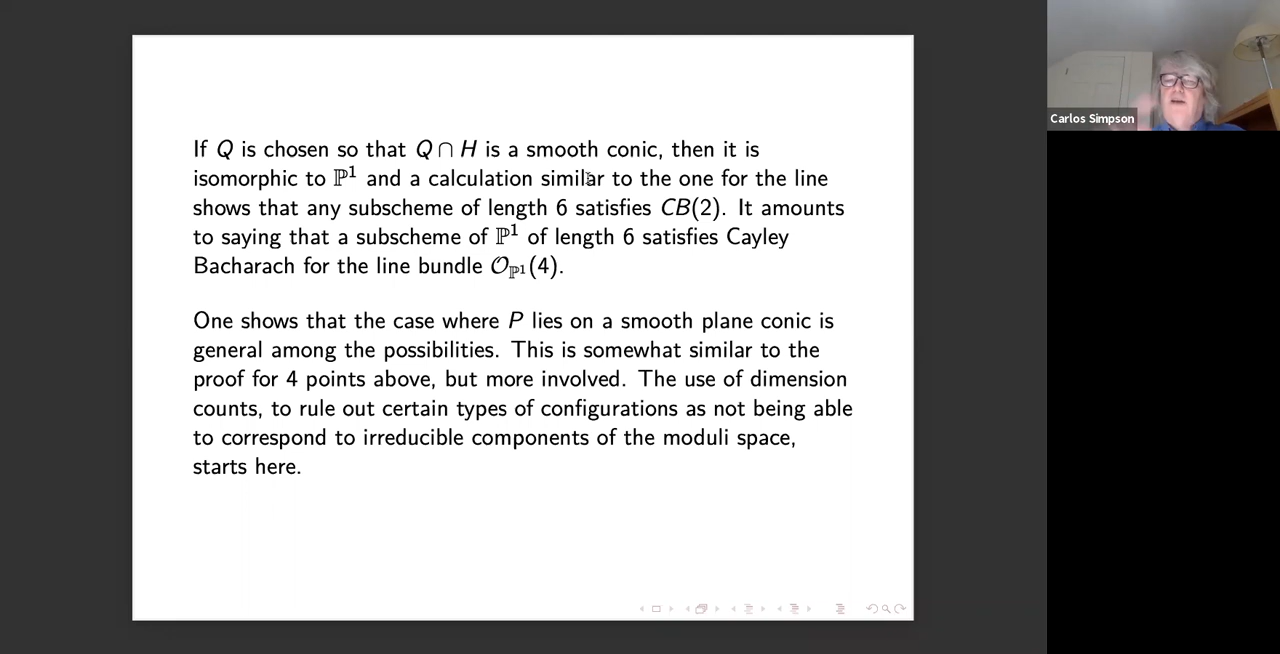 If Q is chosen so that Q ∩ H is a smooth conic, then it is
isomorphic to ℙ¹ and a calculation similar to the one for the line
shows that any subscheme of length 6 satisfies CB(2). It amounts
to saying that a subscheme of ℙ¹ of length 6 satisfies Cayley
Bacharach for the line bundle 𝒪_ℙ¹(4).
One shows that the case where P lies on a smooth plane conic is
general among the possibilities. This is somewhat similar to the
proof for 4 points above, but more involved. The use of dimension
counts, to rule out certain types of configurations as not being able
to correspond to irreducible components of the moduli space,
starts here.
Carlos Simpson